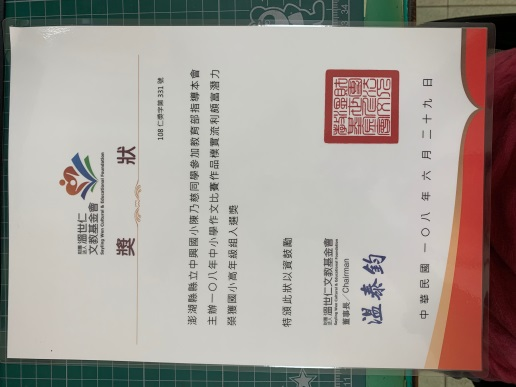 財團法人 溫世仁
文教基金會
Sayling Wen Cultural & Educational Foundation
獎狀
108 仁獎字第 331 號
澎湖縣縣立中興國小陳乃慈同學參加教育部指導本會
主辦一〇八年中小學作文比賽作品樸實流利頗富潛力
榮獲國小高年級組入選獎
特頒此狀以資鼓勵
財團法人 溫世仁文教基金會
Sayling Wen Cultural & Educational Foundation
董事長/Chairman
溫泰鈞
中華民國一〇八年六月二十九日